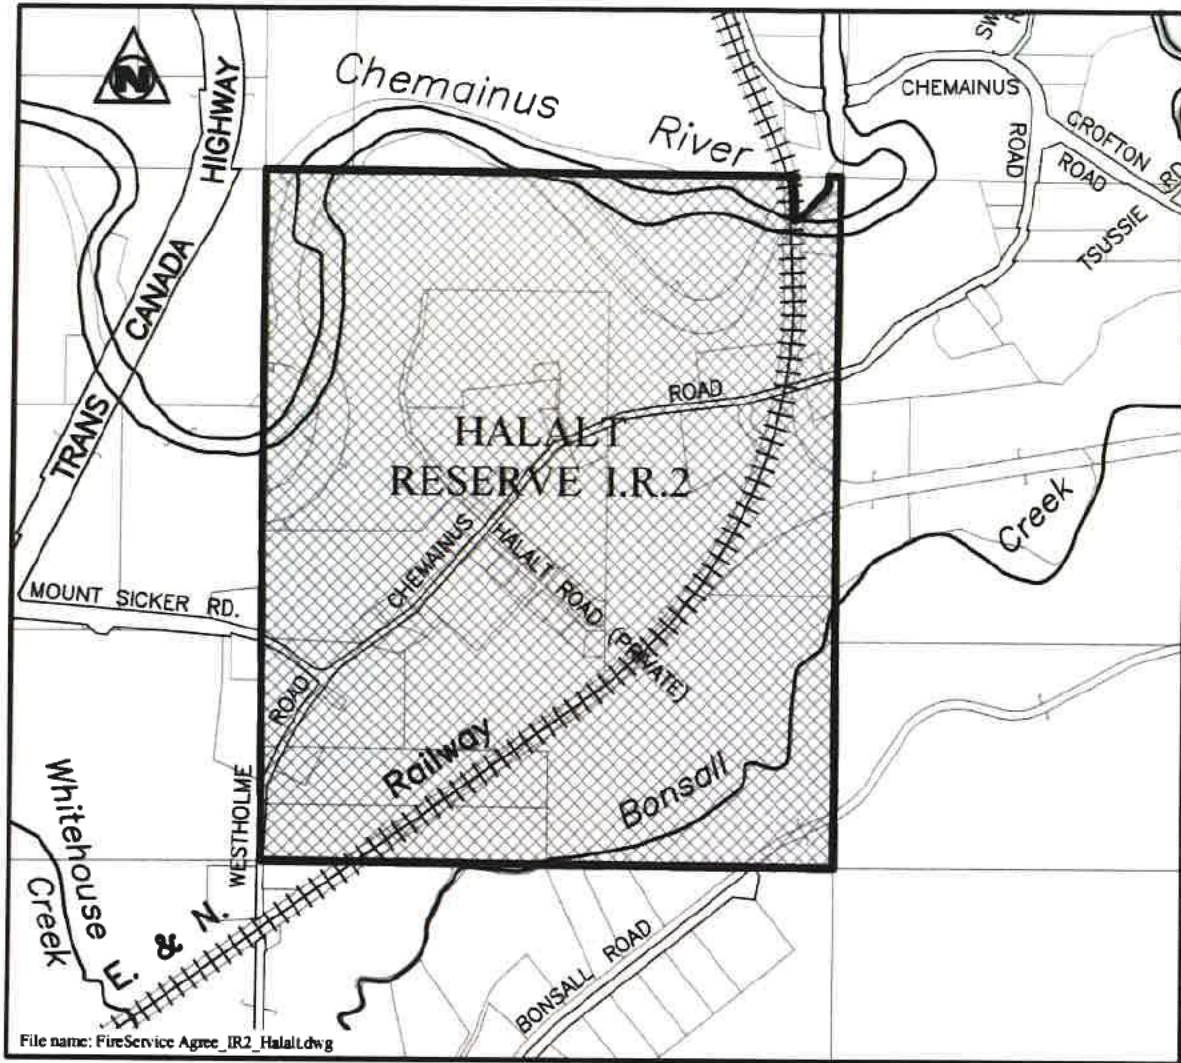 N
HIGHWAY
CANADA
TRANS
Chemainus
River
CHEMAINUS
ROAD
CROFTON
ROAD
RD.
TSUSSIE
ROAD
HALALT
RESERVE I.R.2
CHEMAINUS
HALALT ROAD (PRIVATE)
Creek
MOUNT SICKER RD.
ROAD
WESTHOLME
Railway
Bonsall
Whitehouse
Creek
E. & N.
BONSALL ROAD
File name: FireService Agree_IR2_Halalt.dwg